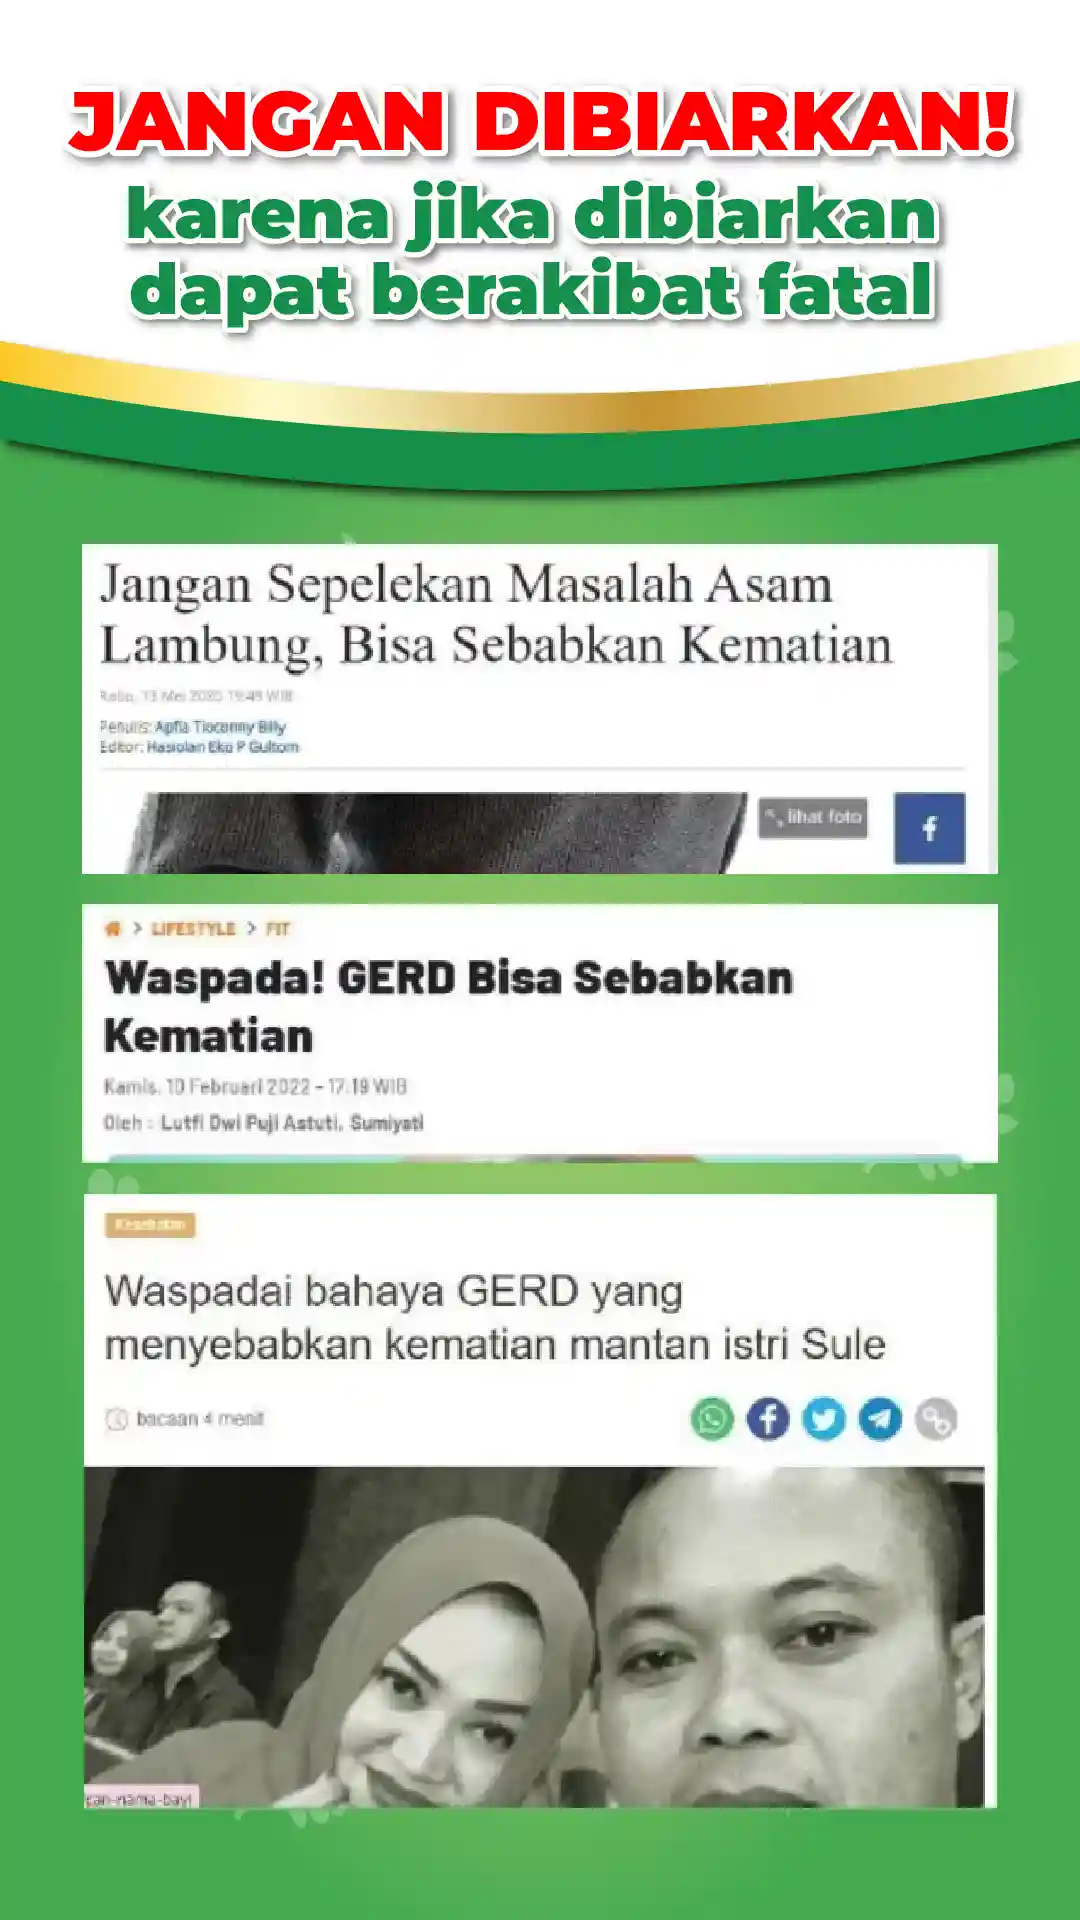 JANGAN DIBIARKAN!
karena jika dibiarkan
dapat berakibat fatal
Jangan Sepelekan Masalah Asam
Lambung, Bisa Sebabkan Kematian
Rabu, 13 Mei 2020 19:49 WIB
Penulis: Apfia Tioconny Billy
Editor: Hasiolan Eko P Gultom
lihat foto
LIFESTYLE > FIT
Waspada! GERD Bisa Sebabkan
Kematian
Kamis, 10 Februari 2022 - 17:19 WIB
Oleh : Lutfi Dwi Puji Astuti, Sumiyati
Kesehatan
Waspadai bahaya GERD yang
menyebabkan kematian mantan istri Sule
bacaan 4 menit
can-nama-bayi